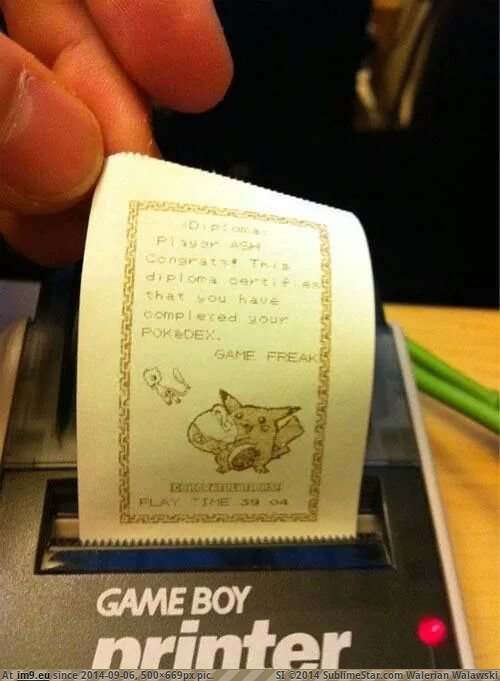 Diploma
Player ASH
Congrats! This
diploma certifies
that you have
completed your
POKéDEX.
GAME FREAK
CONGRATULATIONS!
PLAY TIME 39 04
GAME BOY
printer
At im9.eu since 2014-09-06, 500×669px pic.
SI ©2014 SublimeStar.com Walerian Walawski